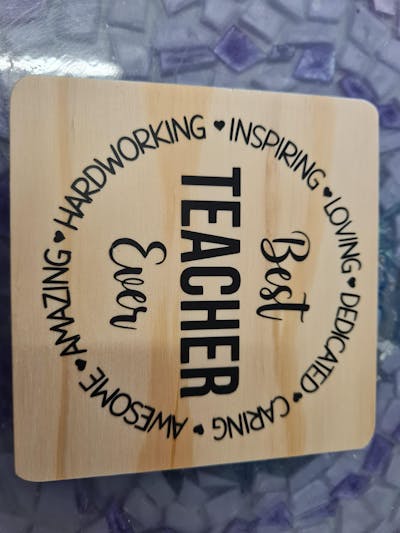 HARDWORKING ♥ INSPIRING ♥ LOVING ♥ DEDICATED ♥ CARING ♥ AWESOME ♥ AMAZING ♥
Best
TEACHER
Ever